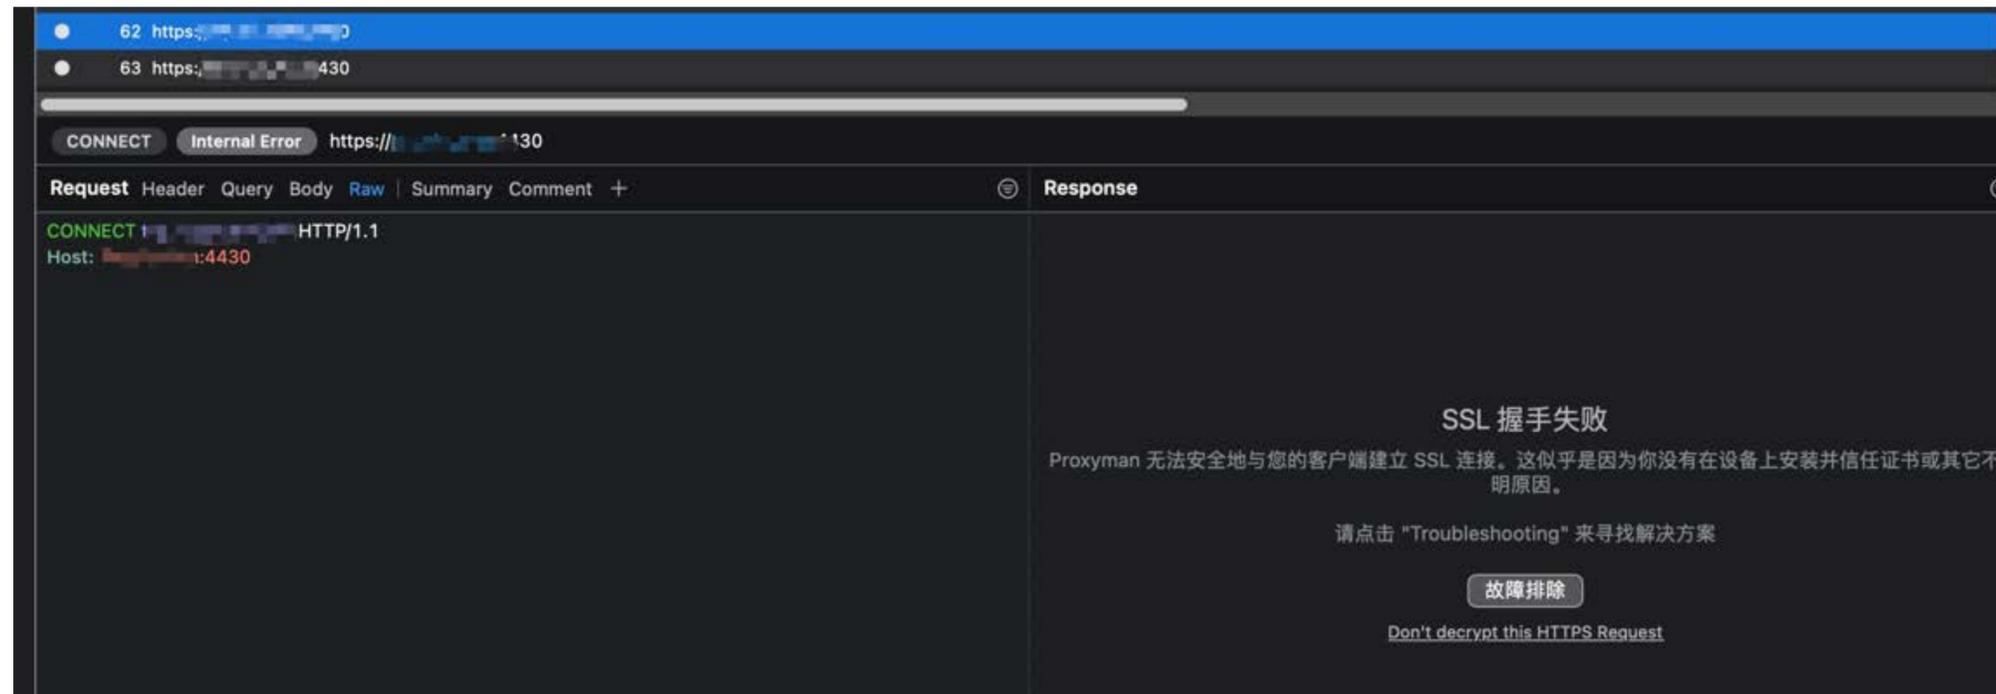 62 https:
63 https:/ 430
CONNECT Internal Error https:// 430
Request Header Query Body Raw Summary Comment +
Response
CONNECT HTTP/1.1
Host: :4430
SSL 握手失败
Proxyman 无法安全地与您的客户端建立 SSL 连接。这似乎是因为你没有在设备上安装并信任证书或其它不
明原因。
请点击 "Troubleshooting" 来寻找解决方案
故障排除
Don't decrypt this HTTPS Request